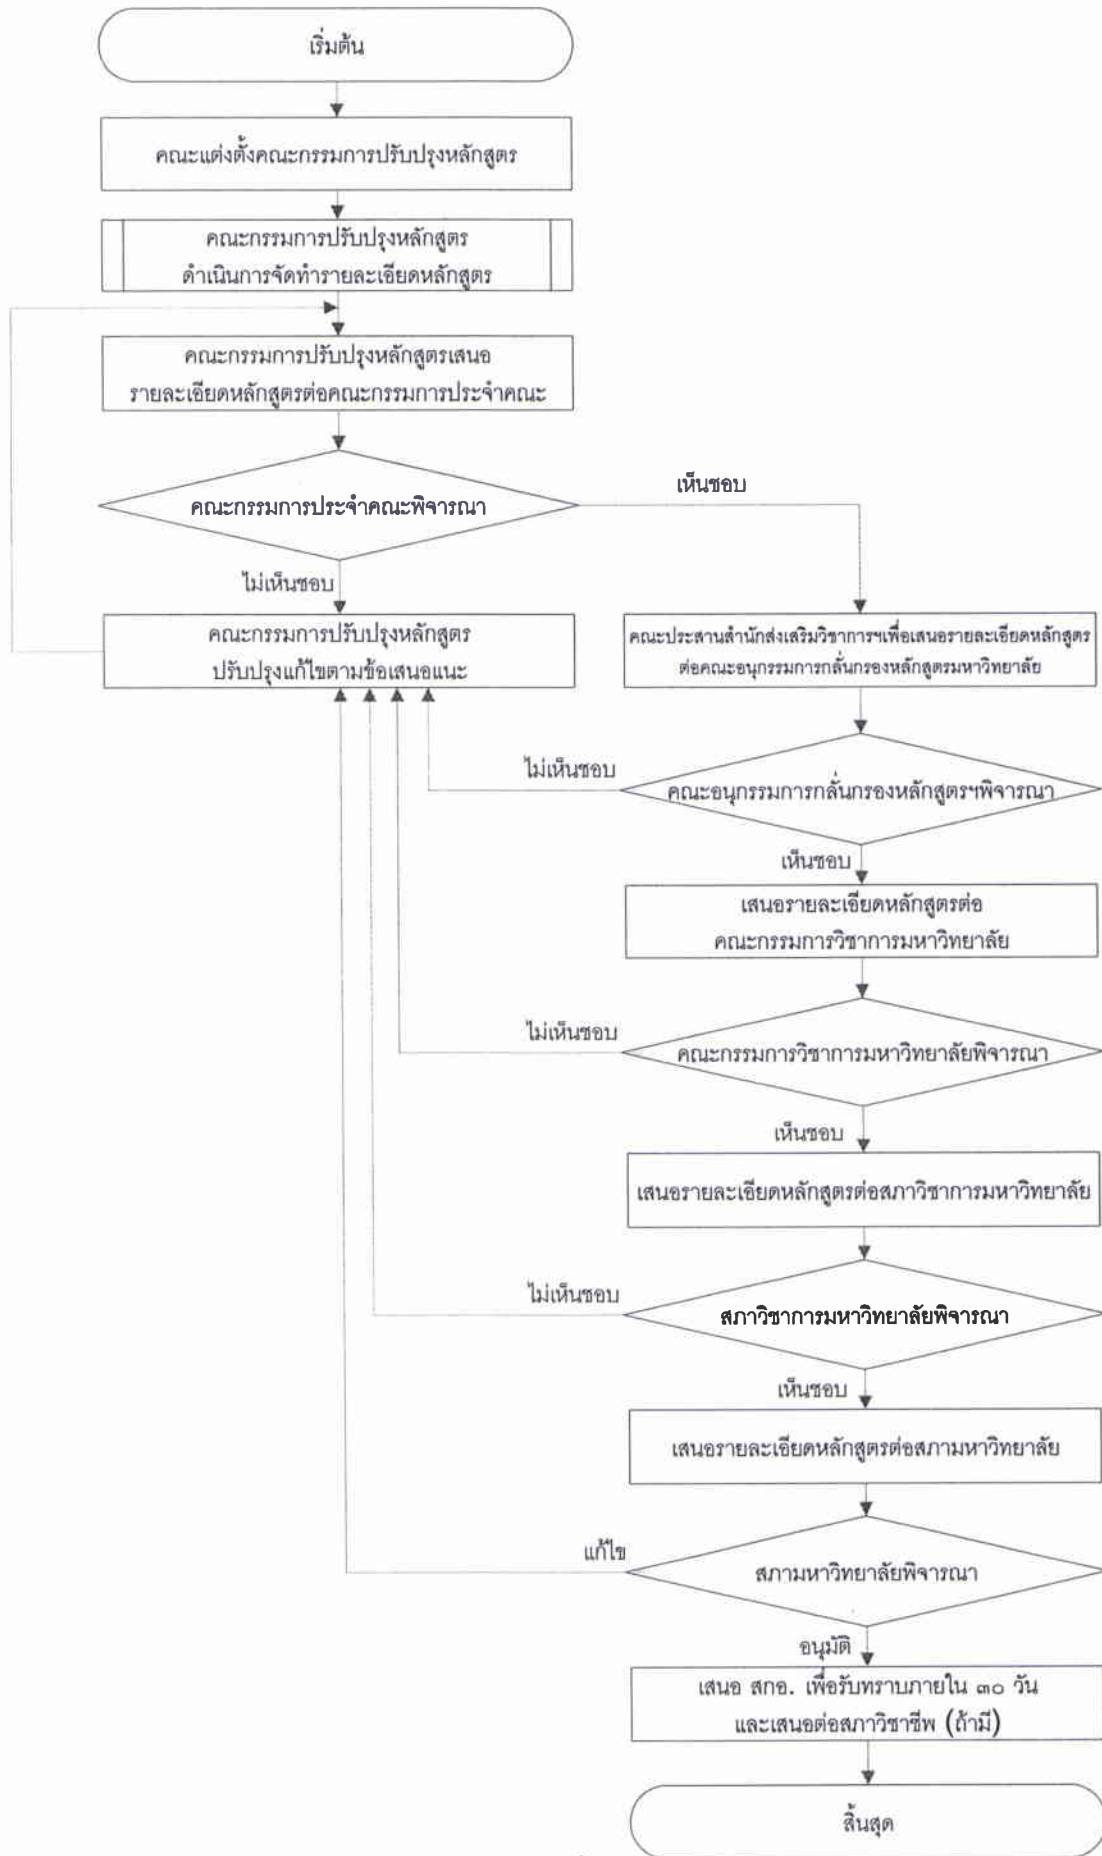 เริ่มต้น
คณะแต่งตั้งคณะกรรมการปรับปรุงหลักสูตร
คณะกรรมการปรับปรุงหลักสูตร
ดำเนินการจัดทำรายละเอียดหลักสูตร
คณะกรรมการปรับปรุงหลักสูตรเสนอ
รายละเอียดหลักสูตรต่อคณะกรรมการประจำคณะ
คณะกรรมการประจำคณะพิจารณา
เห็นชอบ
ไม่เห็นชอบ
คณะกรรมการปรับปรุงหลักสูตร
ปรับปรุงแก้ไขตามข้อเสนอแนะ
คณะประสานสำนักส่งเสริมวิชาการฯเพื่อเสนอรายละเอียดหลักสูตร
ต่อคณะอนุกรรมการกลั่นกรองหลักสูตรมหาวิทยาลัย
ไม่เห็นชอบ
คณะอนุกรรมการกลั่นกรองหลักสูตรฯพิจารณา
เห็นชอบ
เสนอรายละเอียดหลักสูตรต่อ
คณะกรรมการวิชาการมหาวิทยาลัย
ไม่เห็นชอบ
คณะกรรมการวิชาการมหาวิทยาลัยพิจารณา
เห็นชอบ
เสนอรายละเอียดหลักสูตรต่อสภาวิชาการมหาวิทยาลัย
ไม่เห็นชอบ
สภาวิชาการมหาวิทยาลัยพิจารณา
เห็นชอบ
เสนอรายละเอียดหลักสูตรต่อสภามหาวิทยาลัย
แก้ไข
สภามหาวิทยาลัยพิจารณา
อนุมัติ
เสนอ สกอ. เพื่อรับทราบภายใน ๓๐ วัน
และเสนอต่อสภาวิชาชีพ (ถ้ามี)
สิ้นสุด